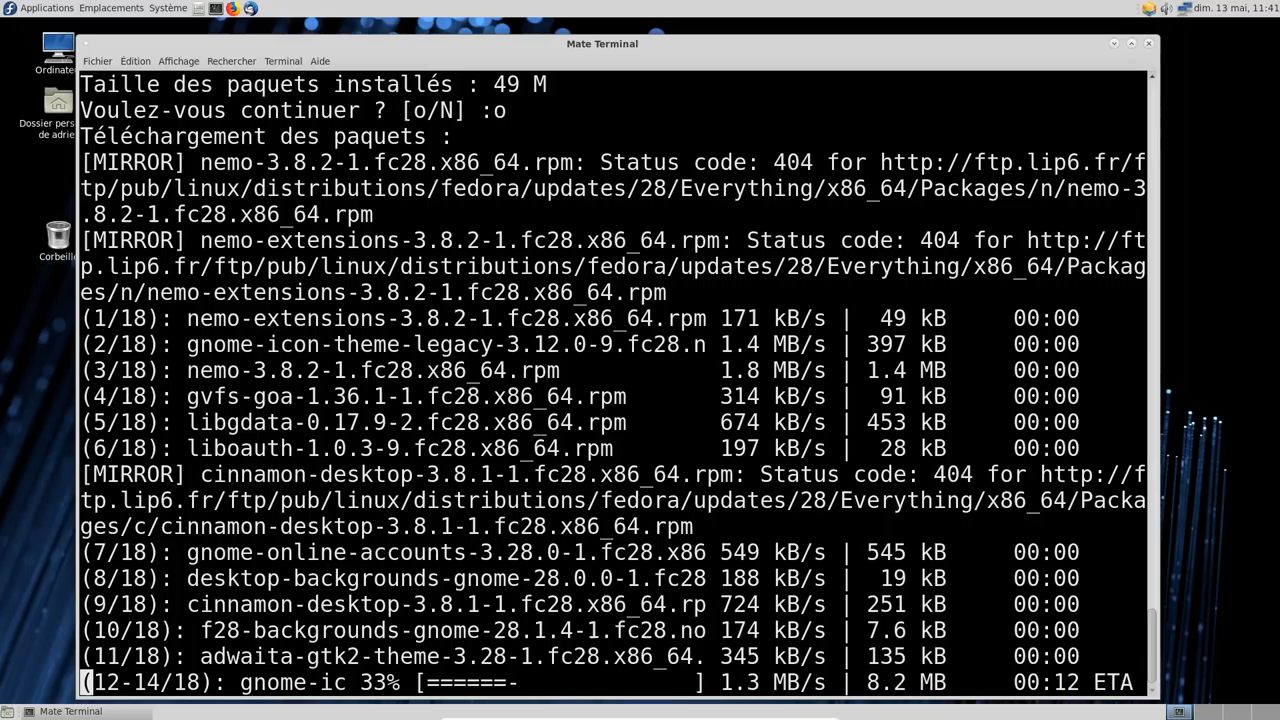 Applications Emplacements Système
dim. 13 mai, 11:41
Ordinate
Dossier pers
de adrie
Corbeill
Mate Terminal
Fichier Édition Affichage Rechercher Terminal Aide
Taille des paquets installés : 49 M
Voulez-vous continuer ? [o/N] :o
Téléchargement des paquets :
[MIRROR] nemo-3.8.2-1.fc28.x86_64.rpm: Status code: 404 for http://ftp.lip6.fr/f
tp/pub/linux/distributions/fedora/updates/28/Everything/x86_64/Packages/n/nemo-3
.8.2-1.fc28.x86_64.rpm
[MIRROR] nemo-extensions-3.8.2-1.fc28.x86_64.rpm: Status code: 404 for http://ft
p.lip6.fr/ftp/pub/linux/distributions/fedora/updates/28/Everything/x86_64/Packag
es/n/nemo-extensions-3.8.2-1.fc28.x86_64.rpm
(1/18): nemo-extensions-3.8.2-1.fc28.x86_64.rpm 171 kB/s | 49 kB 00:00
(2/18): gnome-icon-theme-legacy-3.12.0-9.fc28.n 1.4 MB/s | 397 kB 00:00
(3/18): nemo-3.8.2-1.fc28.x86_64.rpm 1.8 MB/s | 1.4 MB 00:00
(4/18): gvfs-goa-1.36.1-1.fc28.x86_64.rpm 314 kB/s | 91 kB 00:00
(5/18): libgdata-0.17.9-2.fc28.x86_64.rpm 674 kB/s | 453 kB 00:00
(6/18): liboauth-1.0.3-9.fc28.x86_64.rpm 197 kB/s | 28 kB 00:00
[MIRROR] cinnamon-desktop-3.8.1-1.fc28.x86_64.rpm: Status code: 404 for http://f
tp.lip6.fr/ftp/pub/linux/distributions/fedora/updates/28/Everything/x86_64/Packa
ges/c/cinnamon-desktop-3.8.1-1.fc28.x86_64.rpm
(7/18): gnome-online-accounts-3.28.0-1.fc28.x86 549 kB/s | 545 kB 00:00
(8/18): desktop-backgrounds-gnome-28.0.0-1.fc28 188 kB/s | 19 kB 00:00
(9/18): cinnamon-desktop-3.8.1-1.fc28.x86_64.rp 724 kB/s | 251 kB 00:00
(10/18): f28-backgrounds-gnome-28.1.4-1.fc28.no 174 kB/s | 7.6 kB 00:00
(11/18): adwaita-gtk2-theme-3.28-1.fc28.x86_64. 345 kB/s | 135 kB 00:00
(12-14/18): gnome-ic 33% [======- ] 1.3 MB/s | 8.2 MB 00:12 ETA
Mate Terminal